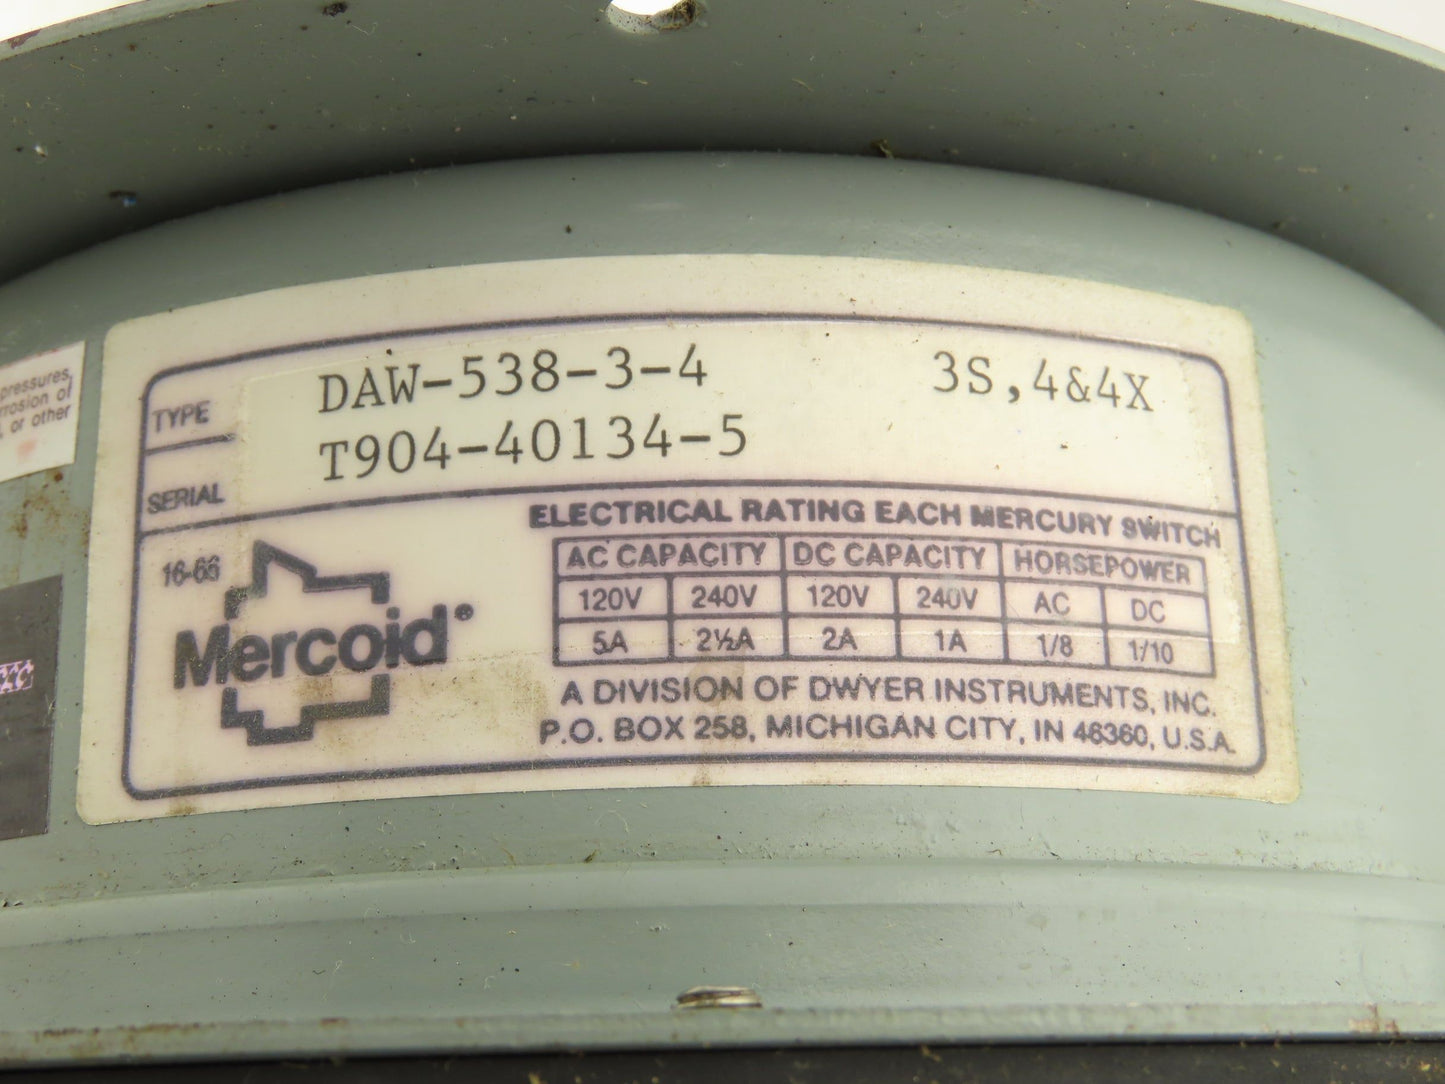 pressures,
rrosion of
, or other
TYPE DAW-538-3-4 3S,4&4X
SERIAL T904-40134-5
16-66
Mercoid®
ELECTRICAL RATING EACH MERCURY SWITCH
AC CAPACITY DC CAPACITY HORSEPOWER
120V 240V 120V 240V AC DC
5A 2½A 2A 1A 1/8 1/10
A DIVISION OF DWYER INSTRUMENTS, INC.
P.O. BOX 258, MICHIGAN CITY, IN 46360, U.S.A.